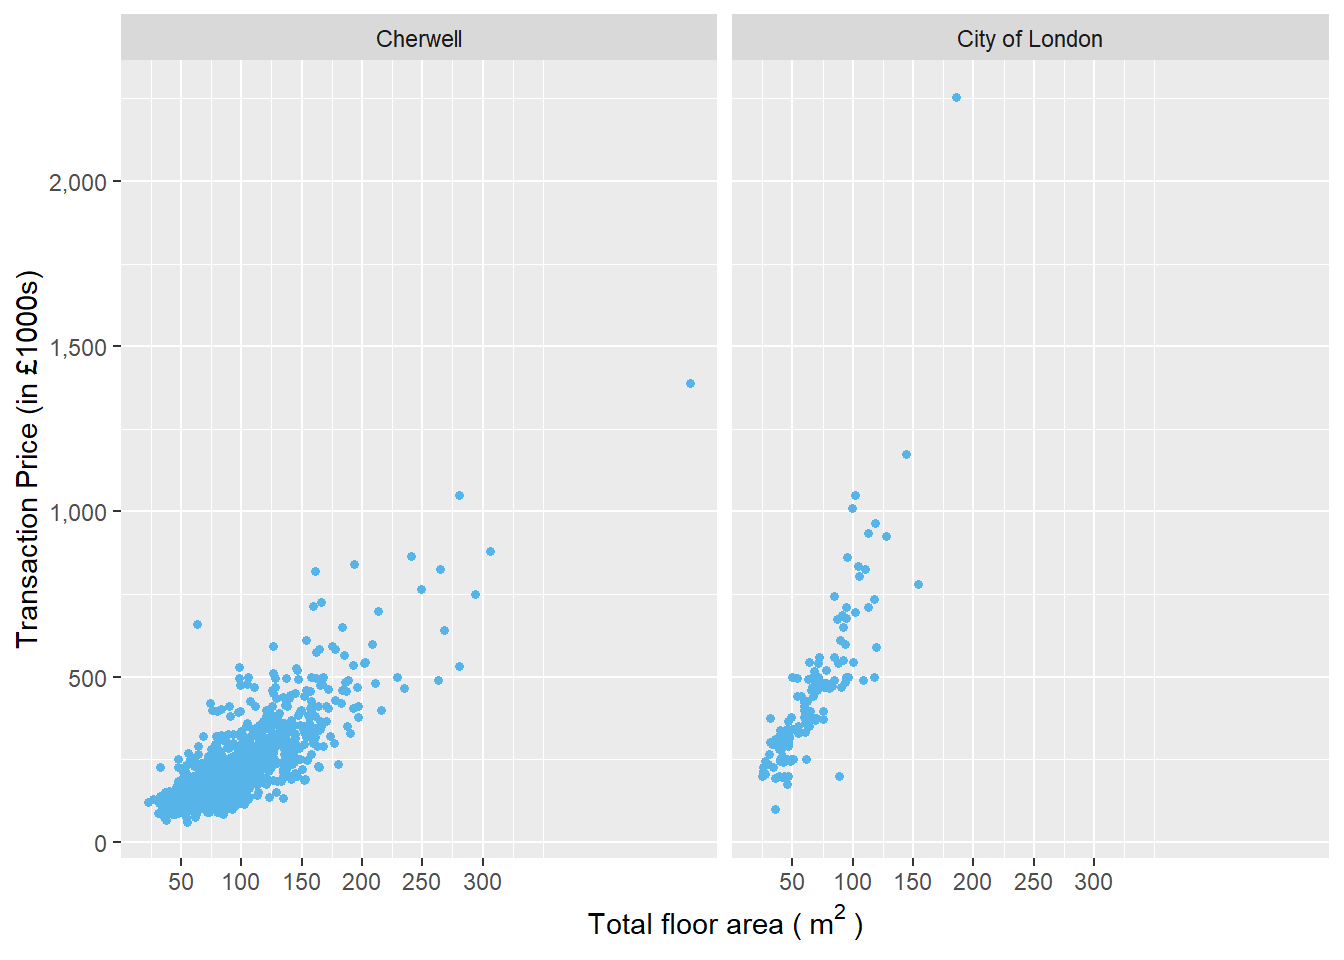 Cherwell
City of London
Transaction Price (in £1000s)
2,000
1,500
1,000
500
0
50 100 150 200 250 300
50 100 150 200 250 300
Total floor area ( m² )